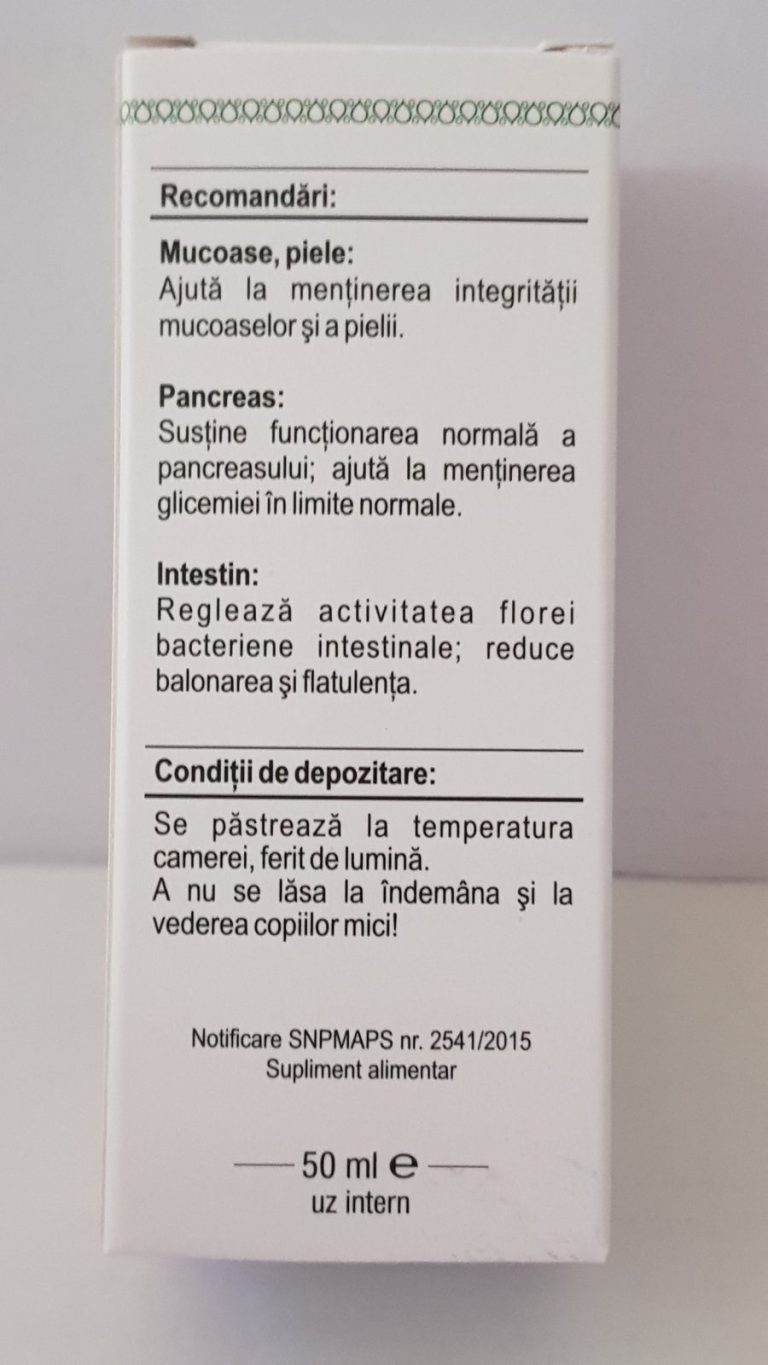 Recomandări:
Mucoase, piele:
Ajută la menținerea integrității
mucoaselor şi a pielii.
Pancreas:
Susține funcționarea normală a
pancreasului; ajută la menținerea
glicemiei în limite normale.
Intestin:
Reglează activitatea florei
bacteriene intestinale; reduce
balonarea şi flatulența.
Condiții de depozitare:
Se păstrează la temperatura
camerei, ferit de lumină.
A nu se lăsa la îndemâna şi la
vederea copiilor mici!
Notificare SNPMAPS nr. 2541/2015
Supliment alimentar
50 ml ℮
uz intern